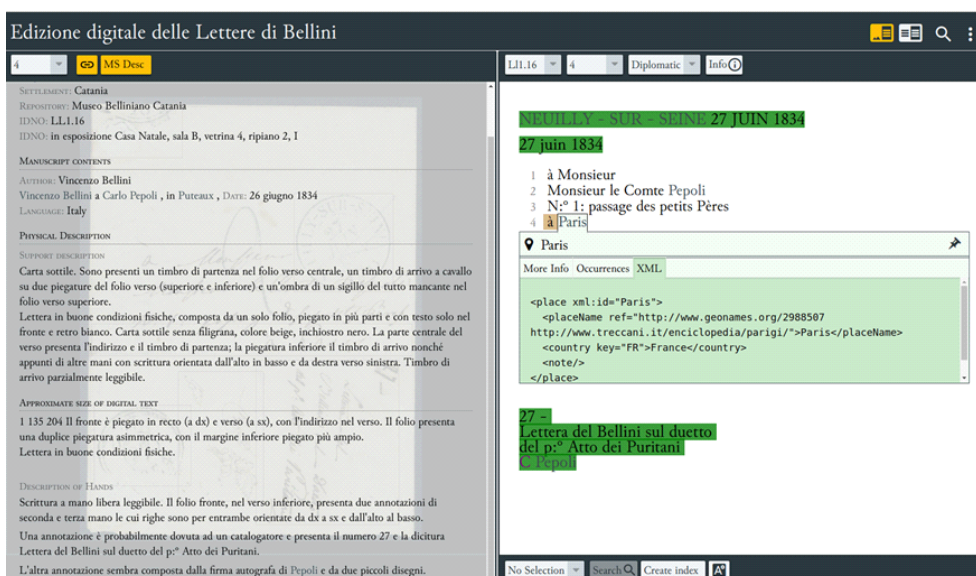 Edizione digitale delle Lettere di Bellini
4
MS Desc
SETTLEMENT: Catania
REPOSITORY: Museo Belliniano Catania
IDNO: LL1.16
IDNO: in esposizione Casa Natale, sala B, vetrina 4, ripiano 2, I
MANUSCRIPT CONTENTS
AUTHOR: Vincenzo Bellini
Vincenzo Bellini a Carlo Pepoli , in Puteaux , DATE: 26 giugno 1834
LANGUAGE: Italy
PHYSICAL DESCRIPTION
SUPPORT DESCRIPTION
Carta sottile. Sono presenti un timbro di partenza nel folio verso centrale, un timbro di arrivo a cavallo
su due piegature del folio verso (superiore e inferiore) e un'ombra di un sigillo del tutto mancante nel
folio verso superiore.
Lettera in buone condizioni fisiche, composta da un solo folio, piegato in più parti e con testo solo nel
fronte e retro bianco. Carta sottile senza filigrana, colore beige, inchiostro nero. La parte centrale del
verso presenta l'indirizzo e il timbro di partenza; la piegatura inferiore il timbro di arrivo nonché
appunti di altre mani con scrittura orientata dall'alto in basso e da destra verso sinistra. Timbro di
arrivo parzialmente leggibile.
APPROXIMATE SIZE OF DIGITAL TEXT
1 135 204 Il fronte è piegato in recto (a dx) e verso (a sx), con l'indirizzo nel verso. Il folio presenta
una duplice piegatura asimmetrica, con il margine inferiore piegato più ampio.
Lettera in buone condizioni fisiche.
DESCRIPTION OF HANDS
Scrittura a mano libera leggibile. Il folio fronte, nel verso inferiore, presenta due annotazioni di
seconda e terza mano le cui righe sono per entrambe orientate da dx a sx e dall'alto al basso.
Una annotazione è probabilmente dovuta ad un catalogatore e presenta il numero 27 e la dicitura
Lettera del Bellini sul duetto del p:º Atto dei Puritani.
L'altra annotazione sembra composta dalla firma autografa di Pepoli e da due piccoli disegni.
LL1.16 4 Diplomatic Info
NEUILLY - SUR - SEINE 27 JUIN 1834
27 juin 1834
1 à Monsieur
2 Monsieur le Comte Pepoli
3 N:º 1: passage des petits Pères
4 à Paris
Paris
More Info Occurrences XML
<place xml:id="Paris">
<placeName ref="http://www.geonames.org/2988507
http://www.treccani.it/enciclopedia/parigi/">Paris</placeName>
<country key="FR">France</country>
<note/>
</place>
27 -
Lettera del Bellini sul duetto
del p:º Atto dei Puritani
C Pepoli
No Selection Search Create index A